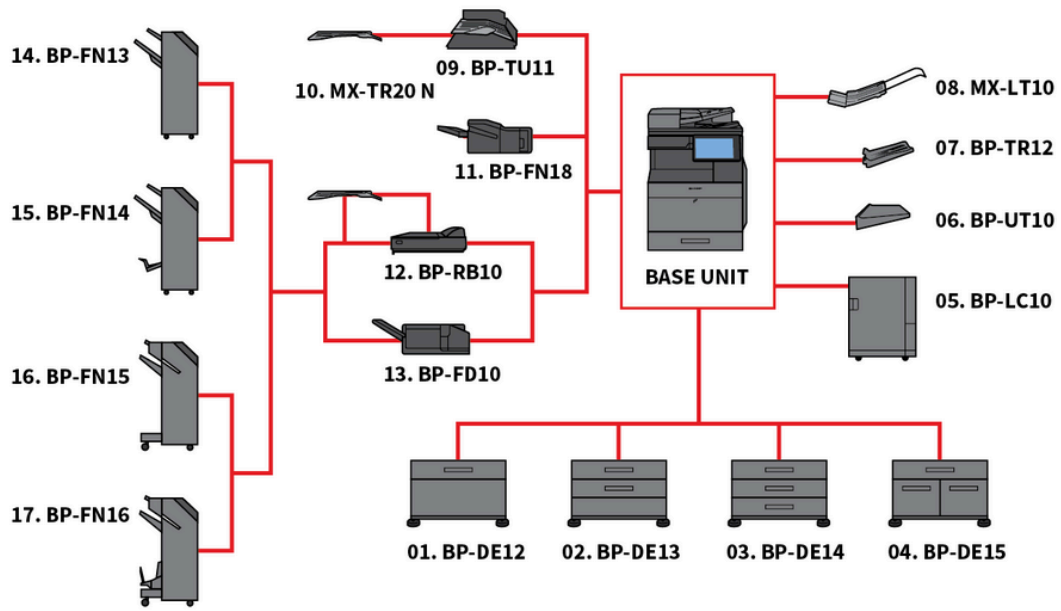 14. BP-FN13
09. BP-TU11
10. MX-TR20 N
08. MX-LT10
07. BP-TR12
11. BP-FN18
15. BP-FN14
06. BP-UT10
12. BP-RB10
BASE UNIT
05. BP-LC10
16. BP-FN15
13. BP-FD10
17. BP-FN16
01. BP-DE12
02. BP-DE13
03. BP-DE14
04. BP-DE15